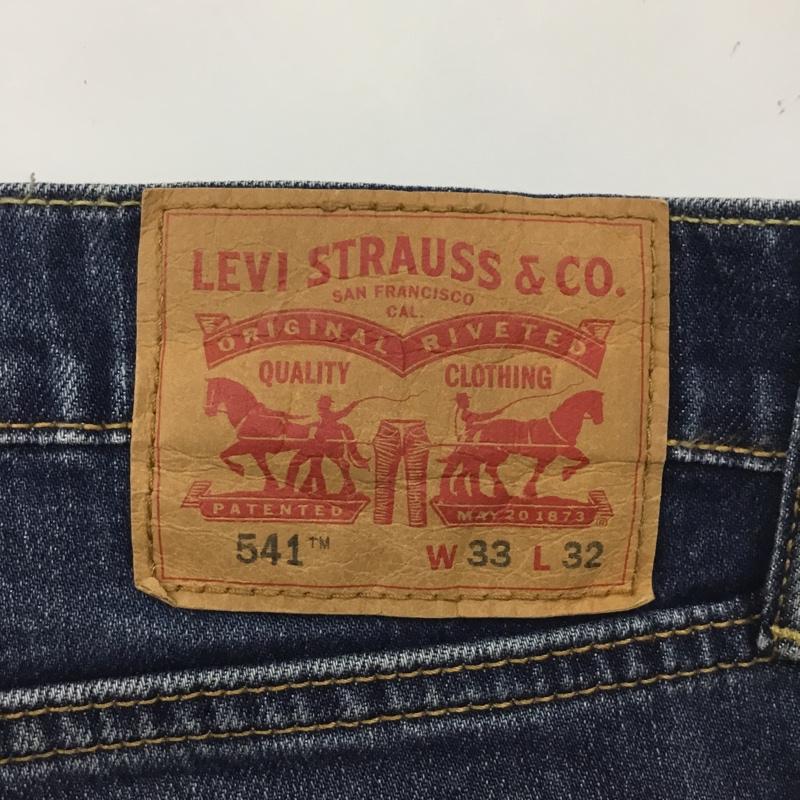 LEVI STRAUSS & CO.
SAN FRANCISCO
CAL.
ORIGINAL RIVETED
QUALITY CLOTHING
PATENTED MAY 20 1873 ®
541™ W 33 L 32